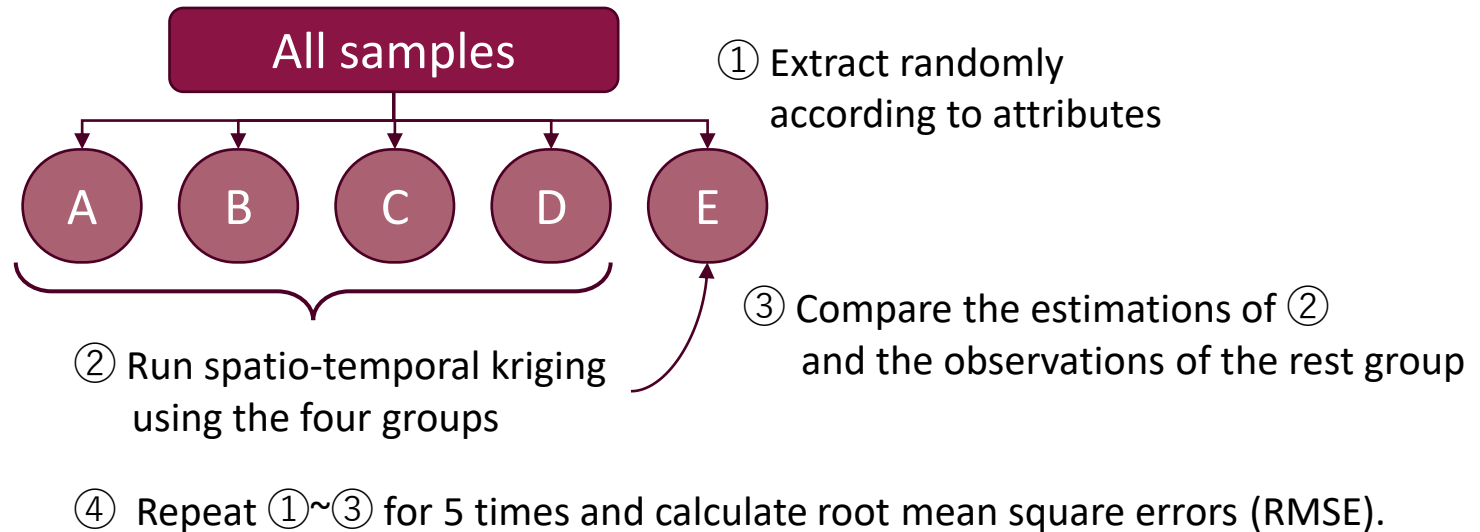 All samples
① Extract randomly
according to attributes
A B C D E
③ Compare the estimations of ②
and the observations of the rest group
② Run spatio-temporal kriging
using the four groups
④ Repeat ①~③ for 5 times and calculate root mean square errors (RMSE).